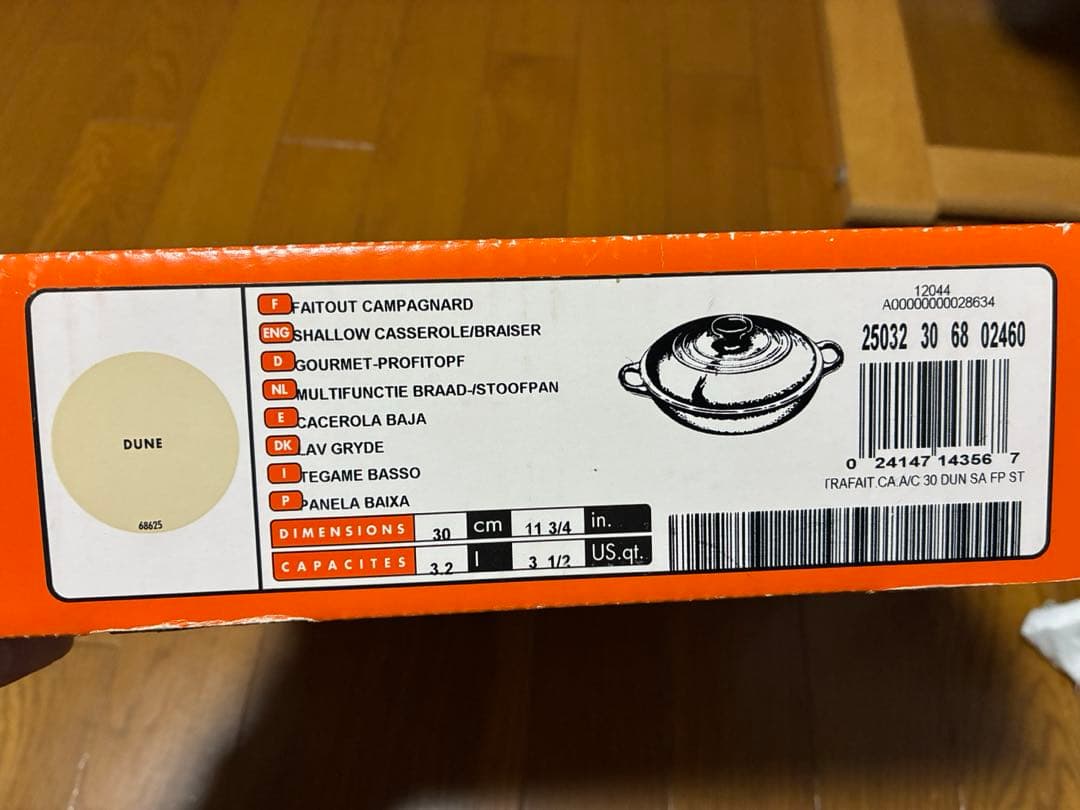 DUNE
68625
F FAITOUT CAMPAGNARD
ENG SHALLOW CASSEROLE/BRAISER
D GOURMET-PROFITOPF
NL MULTIFUNCTIE BRAAD-/STOOFPAN
E CACEROLA BAJA
DK LAV GRYDE
I TEGAME BASSO
P PANELA BAIXA
DIMENSIONS 30 cm 11 3/4 in.
CAPACITES 3.2 l 3 1/2 US.qt.
12044
A00000000028634
25032 30 68 02460
0 24147 14356 7
TRAFAIT.CA.A/C 30 DUN SA FP ST